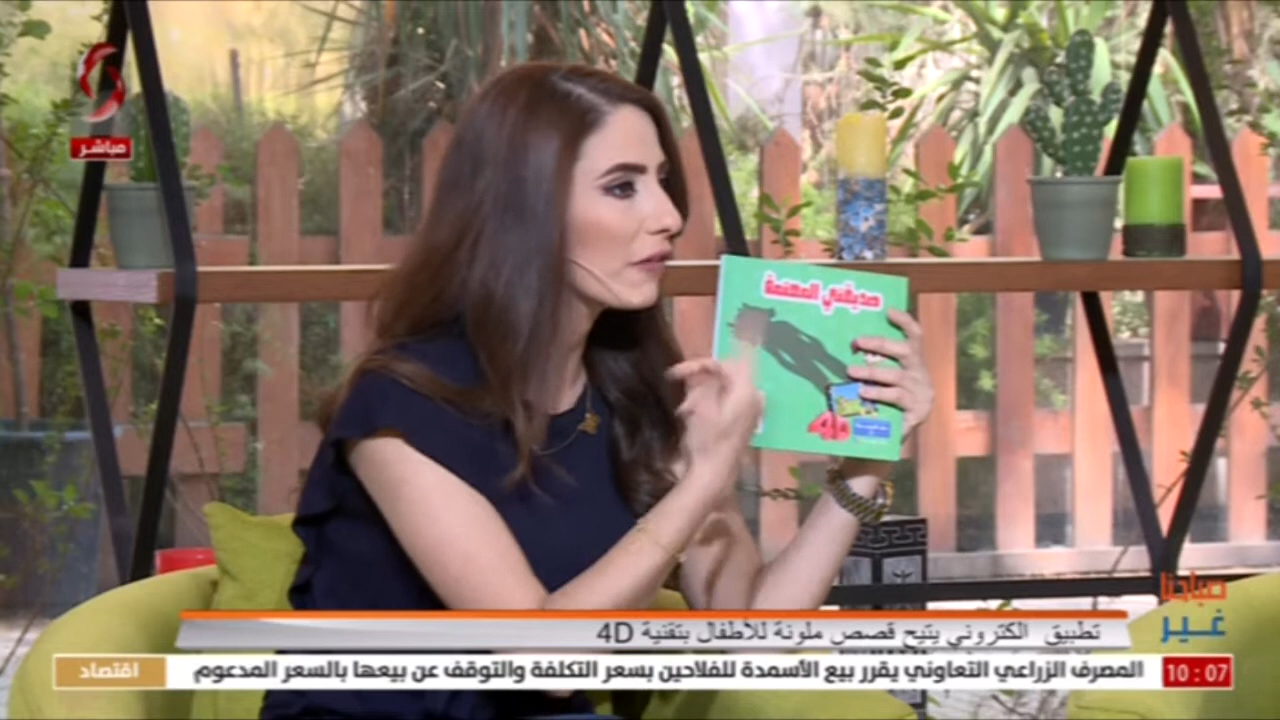 مباشر
صديقتي المهتمة
4D
صباحنا
غير
تطبيق الكتروني يتيح قصص ملونة للأطفال بتقنية 4D
10:07
المصرف الزراعي التعاوني يقرر بيع الأسمدة للفلاحين بسعر التكلفة والتوقف عن بيعها بالسعر المدعوم
اقتصاد